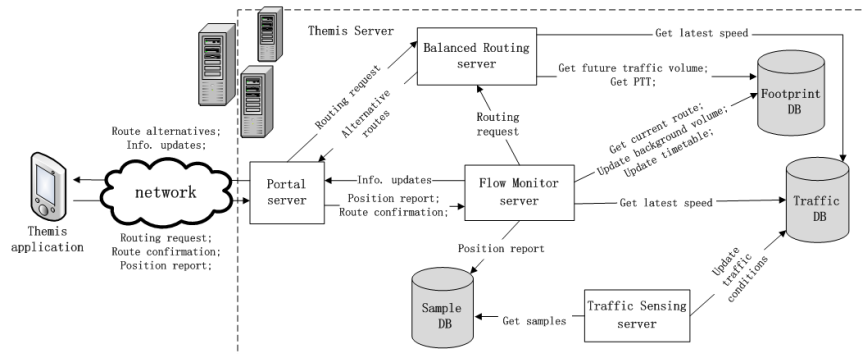 Themis Server
Balanced Routing
server
Get latest speed
Get future traffic volume;
Get PTT;
Footprint
DB
Routing request
Alternative
routes
Routing
request
Get current route;
Update background volume;
Update timetable;
Route alternatives;
Info. updates;
network
Themis
application
Routing request;
Route confirmation;
Position report;
Portal
server
Info. updates
Position report;
Route confirmation;
Flow Monitor
server
Get latest speed
Traffic
DB
Position report
Update
traffic
conditions
Sample
DB
Get samples
Traffic Sensing
server